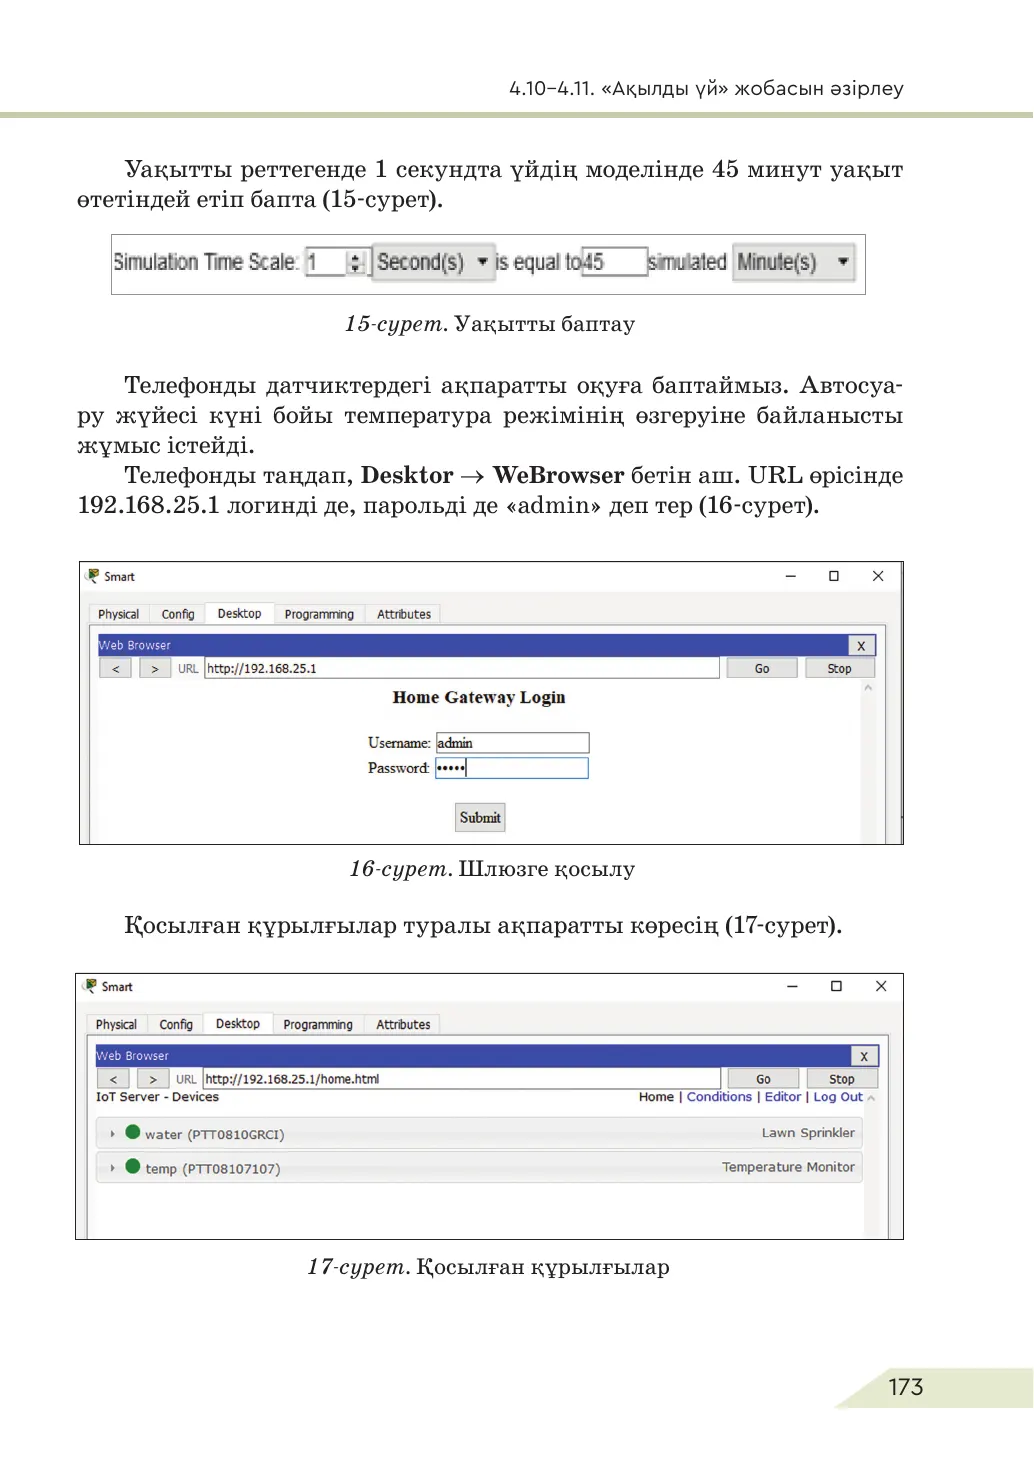 4.10–4.11. «Ақылды үй» жобасын әзірлеу
Уақытты реттегенде 1 секундта үйдің моделінде 45 минут уақыт
өтетіндей етіп бапта (15-сурет).
Simulation Time Scale: 1 Second(s) is equal to 45 simulated Minute(s)
15-сурет. Уақытты баптау
Телефонды датчиктердегі ақпаратты оқуға баптаймыз. Автосуа-
ру жүйесі күні бойы температура режімінің өзгеруіне байланысты
жұмыс істейді.
Телефонды таңдап, Desktor → WeBrowser бетін аш. URL өрісінде
192.168.25.1 логинді де, парольді де «admin» деп тер (16-сурет).
Smart
Physical Config Desktop Programming Attributes
Web Browser X
< > URL http://192.168.25.1 Go Stop
Home Gateway Login
Username: admin
Password: •••••
Submit
16-сурет. Шлюзге қосылу
Қосылған құрылғылар туралы ақпаратты көресің (17-сурет).
Smart
Physical Config Desktop Programming Attributes
Web Browser X
< > URL http://192.168.25.1/home.html Go Stop
IoT Server - Devices Home | Conditions | Editor | Log Out
water (PTT0810GRCI) Lawn Sprinkler
temp (PTT08107107) Temperature Monitor
17-сурет. Қосылған құрылғылар
173